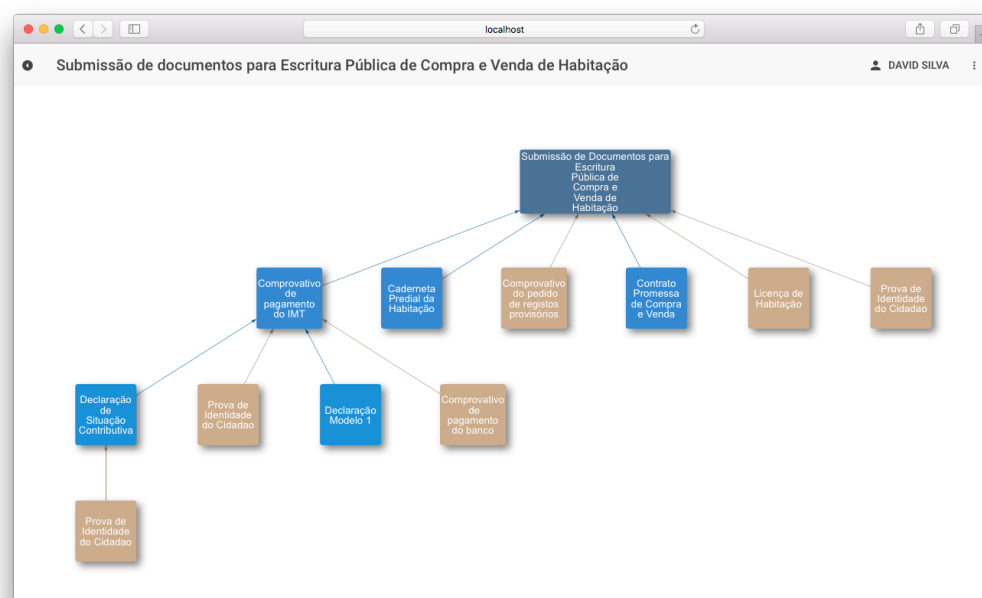 localhost
Submissão de documentos para Escritura Pública de Compra e Venda de Habitação
DAVID SILVA
Submissão de Documentos para
Escritura
Pública de
Compra e
Venda de
Habitação
Comprovativo
de
pagamento
do IMT
Caderneta
Predial da
Habitação
Comprovativo
do pedido
de registos
provisórios
Contrato
Promessa
de Compra
e Venda
Licença de
Habitação
Prova de
Identidade
do Cidadao
Declaração
de
Situação
Contributiva
Prova de
Identidade
do Cidadao
Declaração
Modelo 1
Comprovativo
de
pagamento
do banco
Prova de
Identidade
do Cidadao